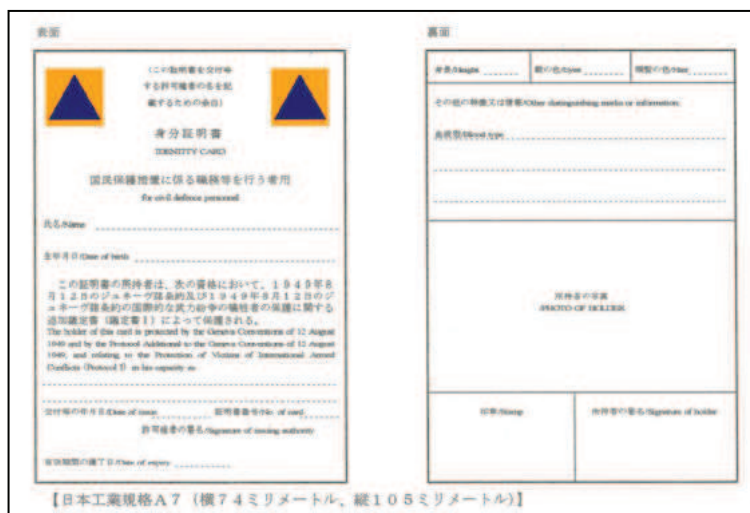 表面
(この証明書を交付等
する許可権者の名を記
載するための余白)
身分証明書
IDENTITY CARD
国民保護措置に係る職務等を行う者用
for civil defence personnel
氏名/Name
生年月日/Date of birth
この証明書の所持者は、次の資格において、1949年8
月12日のジュネーヴ諸条約及び1949年8月12日のジ
ュネーヴ諸条約の国際的な武力紛争の犠牲者の保護に関する
追加議定書(議定書Ⅰ)によって保護される。
The holder of this card is protected by the Geneva Conventions of 12 August
1949 and by the Protocol Additional to the Geneva Conventions of 12 August
1949, and relating to the Protection of Victims of International Armed
Conflicts (Protocol I) in his capacity as
交付等の年月日/Date of issue 証明書番号/No. of card
許可権者の署名/Signature of issuing authority
有効期間の満了日/Date of expiry
裏面
身長/Height 眼の色/Eyes 頭髪の色/Hair
その他の特徴又は情報/Other distinguishing marks or information:
血液型/Blood type
所持者の写真
/PHOTO OF HOLDER
印章/Stamp 所持者の署名/Signature of holder
【日本工業規格A7(横74ミリメートル、縦105ミリメートル)】